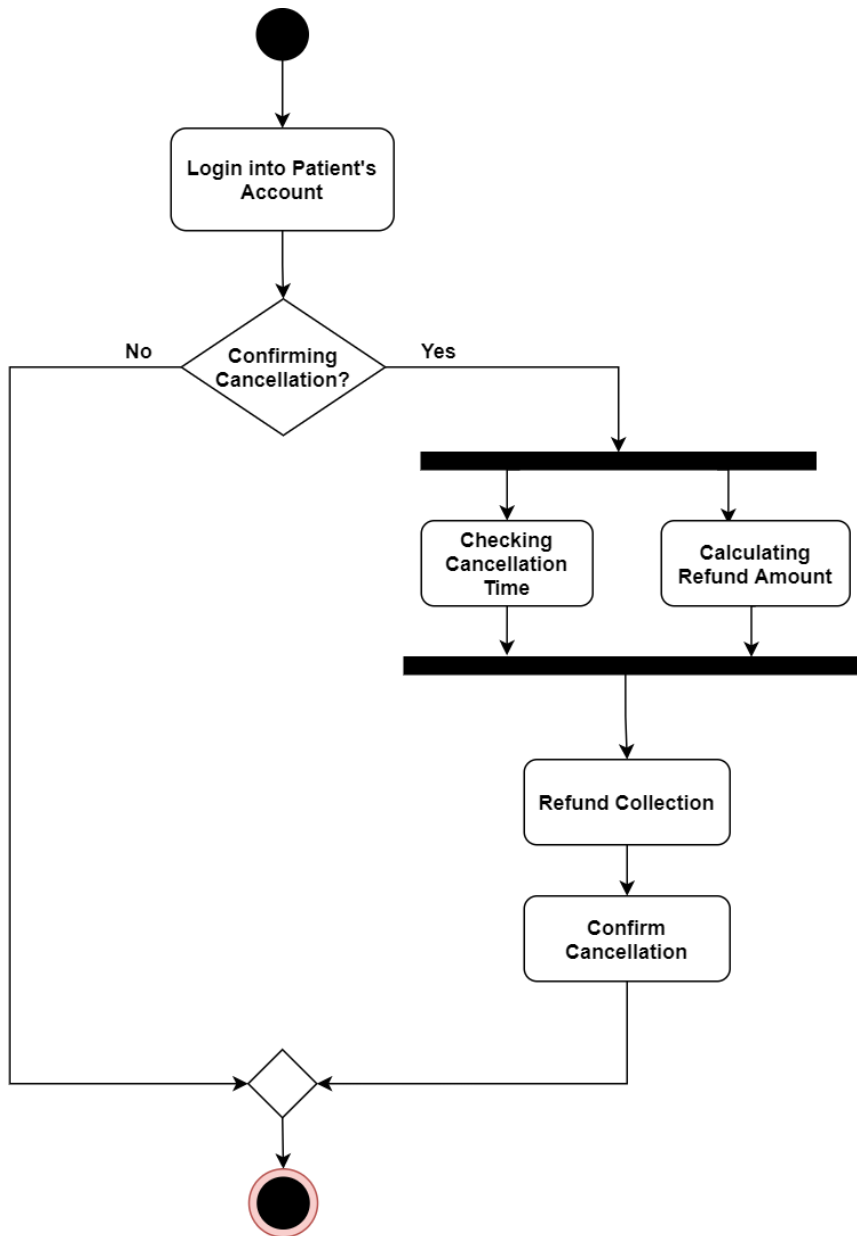 Login into Patient's
Account
No
Confirming
Cancellation?
Yes
Checking
Cancellation
Time
Calculating
Refund Amount
Refund Collection
Confirm
Cancellation